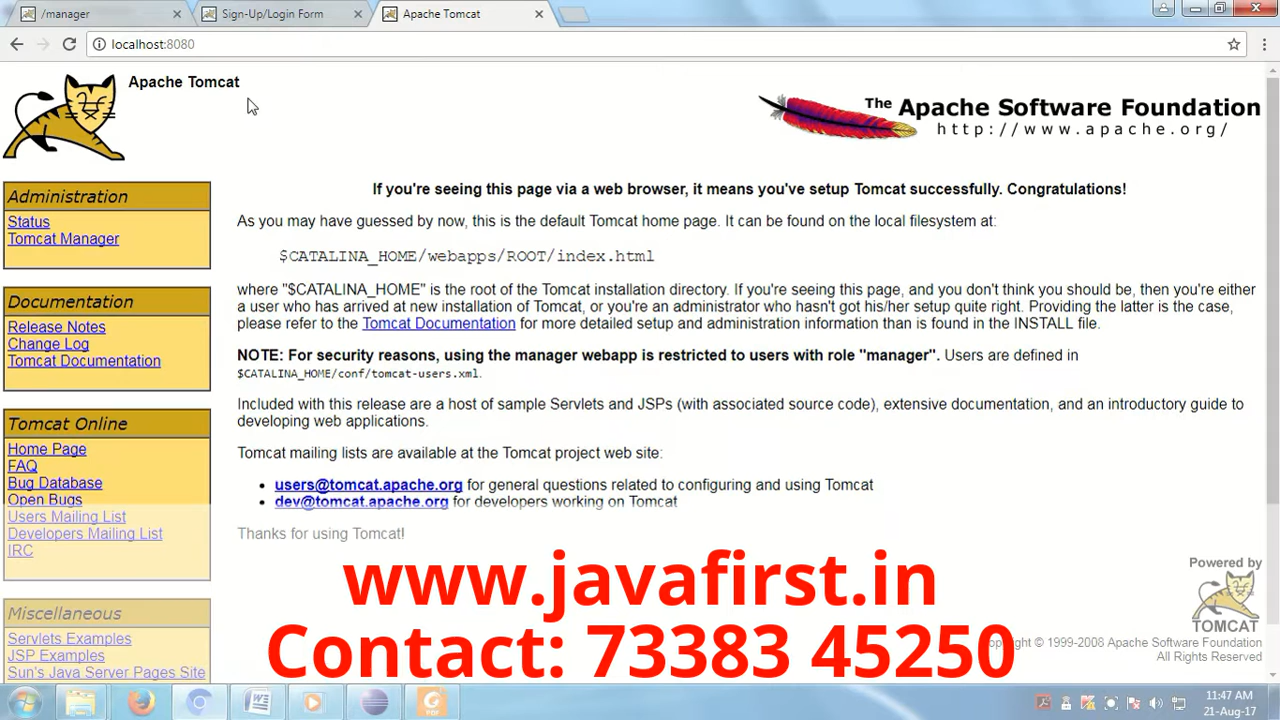 /manager
Sign-Up/Login Form
Apache Tomcat
localhost:8080
Apache Tomcat
The Apache Software Foundation
http://www.apache.org/
Administration
Status
Tomcat Manager
Documentation
Release Notes
Change Log
Tomcat Documentation
Tomcat Online
Home Page
FAQ
Bug Database
Open Bugs
Users Mailing List
Developers Mailing List
IRC
Miscellaneous
Servlets Examples
JSP Examples
Sun's Java Server Pages Site
If you're seeing this page via a web browser, it means you've setup Tomcat successfully. Congratulations!
As you may have guessed by now, this is the default Tomcat home page. It can be found on the local filesystem at:
$CATALINA_HOME/webapps/ROOT/index.html
where "$CATALINA_HOME" is the root of the Tomcat installation directory. If you're seeing this page, and you don't think you should be, then you're either
a user who has arrived at new installation of Tomcat, or you're an administrator who hasn't got his/her setup quite right. Providing the latter is the case,
please refer to the Tomcat Documentation for more detailed setup and administration information than is found in the INSTALL file.
NOTE: For security reasons, using the manager webapp is restricted to users with role "manager". Users are defined in
$CATALINA_HOME/conf/tomcat-users.xml.
Included with this release are a host of sample Servlets and JSPs (with associated source code), extensive documentation, and an introductory guide to
developing web applications.
Tomcat mailing lists are available at the Tomcat project web site:
users@tomcat.apache.org for general questions related to configuring and using Tomcat
dev@tomcat.apache.org for developers working on Tomcat
Thanks for using Tomcat!
Powered by
TOMCAT
www.javafirst.in
Contact: 73383 45250
Copyright © 1999-2008 Apache Software Foundation
All Rights Reserved
PDF
11:47 AM
21-Aug-17